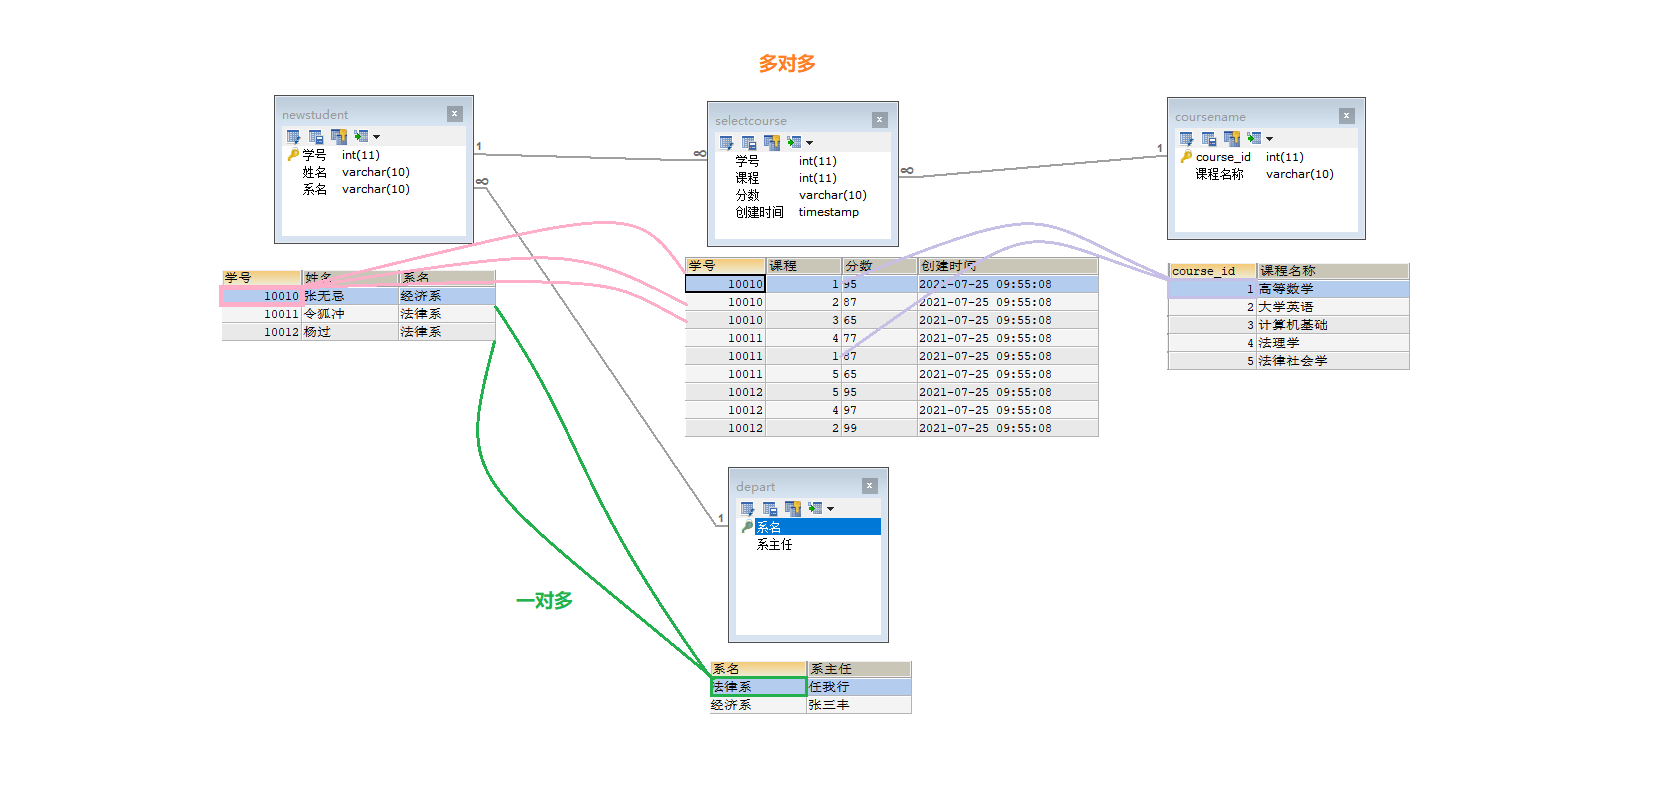 多对多
newstudent
学号 int(11)
姓名 varchar(10)
系名 varchar(10)
1
∞
∞
selectcourse
学号 int(11)
课程 int(11)
分数 varchar(10)
创建时间 timestamp
∞
1
coursename
course_id int(11)
课程名称 varchar(10)
学号 姓名 系名
10010 张无忌 经济系
10011 令狐冲 法律系
10012 杨过 法律系
学号 课程 分数 创建时间
10010 1 95 2021-07-25 09:55:08
10010 2 87 2021-07-25 09:55:08
10010 3 65 2021-07-25 09:55:08
10011 4 77 2021-07-25 09:55:08
10011 1 87 2021-07-25 09:55:08
10011 5 65 2021-07-25 09:55:08
10012 5 95 2021-07-25 09:55:08
10012 4 97 2021-07-25 09:55:08
10012 2 99 2021-07-25 09:55:08
course_id 课程名称
1 高等数学
2 大学英语
3 计算机基础
4 法理学
5 法律社会学
一对多
1
depart
系名
系主任
系名 系主任
法律系 任我行
经济系 张三丰